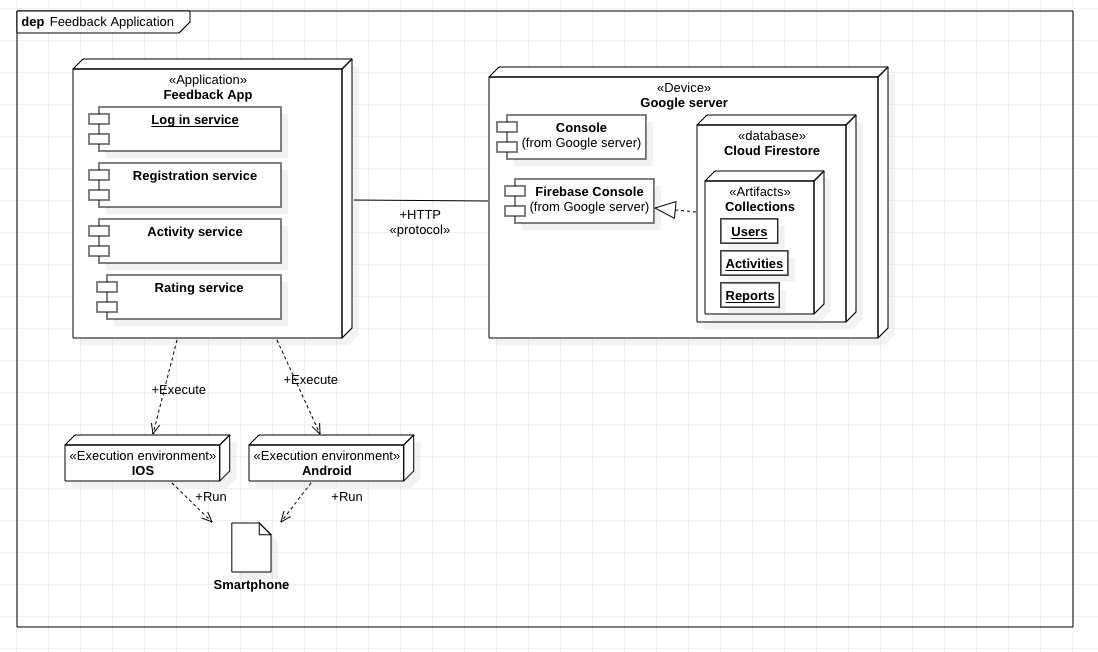 dep Feedback Application
«Application»
Feedback App
Log in service
Registration service
Activity service
Rating service
+HTTP
«protocol»
«Device»
Google server
Console
(from Google server)
Firebase Console
(from Google server)
«database»
Cloud Firestore
«Artifacts»
Collections
Users
Activities
Reports
+Execute
+Execute
«Execution environment»
IOS
«Execution environment»
Android
+Run
+Run
Smartphone